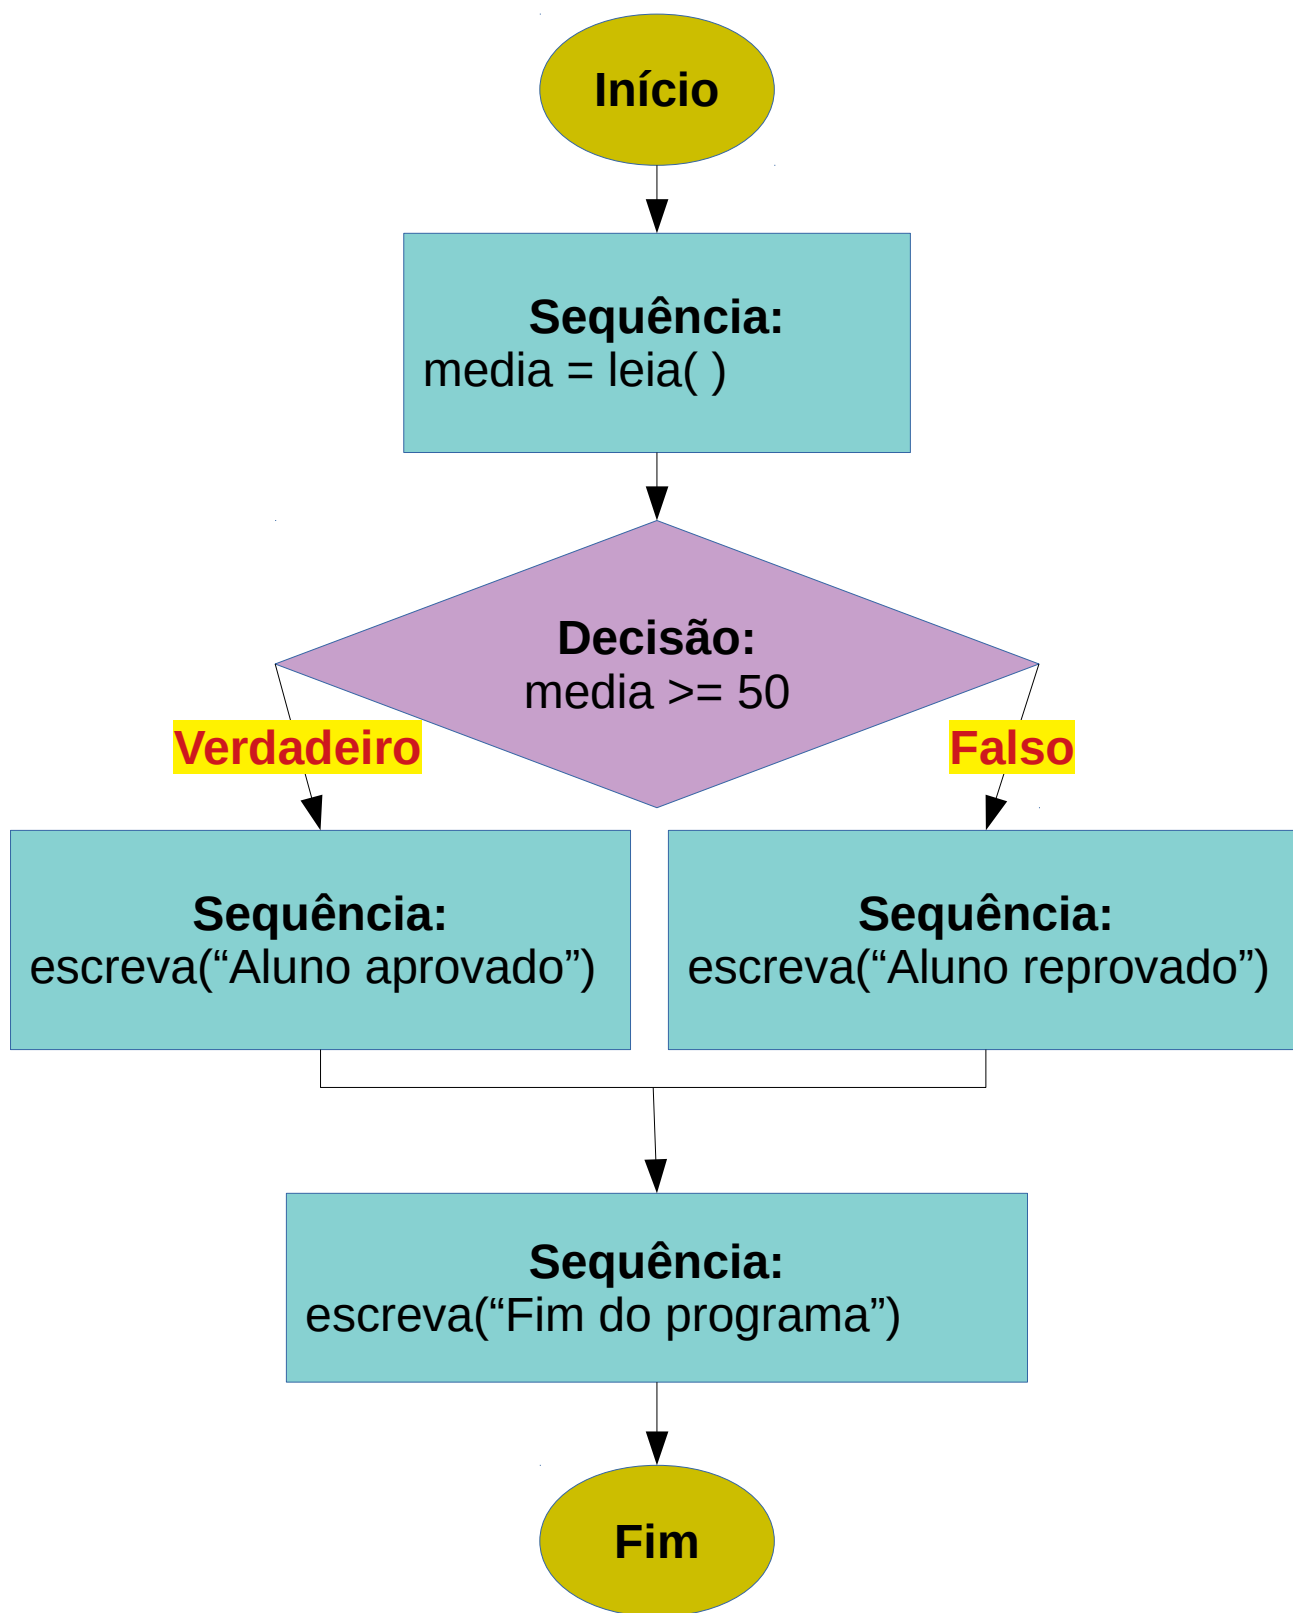 Início
Sequência:
media = leia( )
Decisão:
media >= 50
Verdadeiro
Falso
Sequência:
escreva(“Aluno aprovado”)
Sequência:
escreva(“Aluno reprovado”)
Sequência:
escreva(“Fim do programa”)
Fim